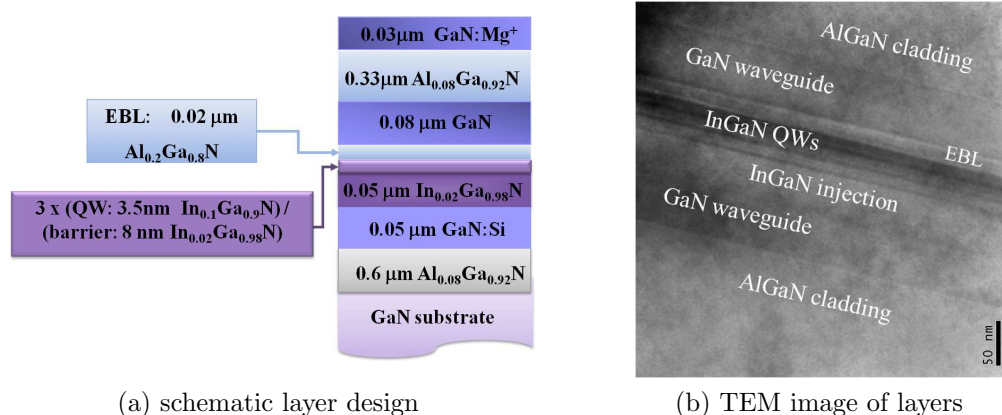 0.03μm GaN:Mg⁺
0.33μm Al₀.₀₈Ga₀.₉₂N
EBL: 0.02 μm
Al₀.₂Ga₀.₈N
0.08 μm GaN
0.05 μm In₀.₀₂Ga₀.₉₈N
3 x (QW: 3.5nm In₀.₁Ga₀.₉N)/
(barrier: 8 nm In₀.₀₂Ga₀.₉₈N)
0.05 μm GaN:Si
0.6 μm Al₀.₀₈Ga₀.₉₂N
GaN substrate
(a) schematic layer design
AlGaN cladding
GaN waveguide
InGaN QWs
EBL
InGaN injection
GaN waveguide
AlGaN cladding
50 nm
(b) TEM image of layers